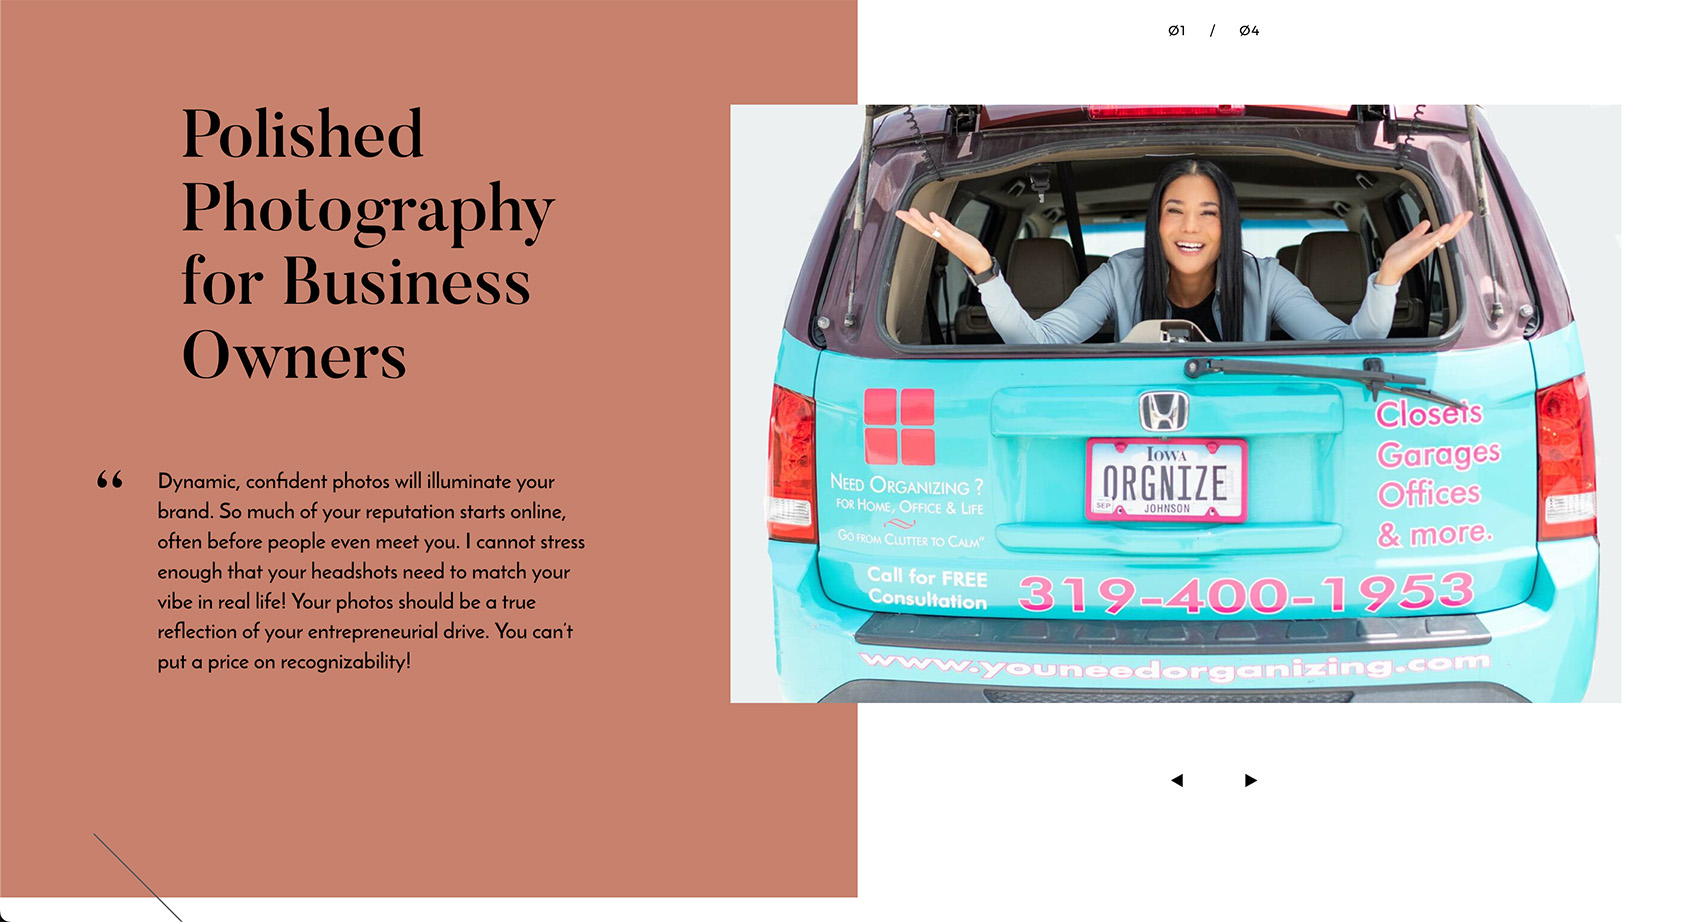 Ø1 / Ø4
Polished
Photography
for Business
Owners
“
Dynamic, confident photos will illuminate your
brand. So much of your reputation starts online,
often before people even meet you. I cannot stress
enough that your headshots need to match your
vibe in real life! Your photos should be a true
reflection of your entrepreneurial drive. You can't
put a price on recognizability!
NEED ORGANIZING ?
FOR HOME, OFFICE & LIFE
GO FROM CLUTTER TO CALM”
Call for FREE
Consultation
IOWA
ORGNIZE
SEP
JOHNSON
Closets
Garages
Offices
& more.
319-400-1953
www.youneedorganizing.com